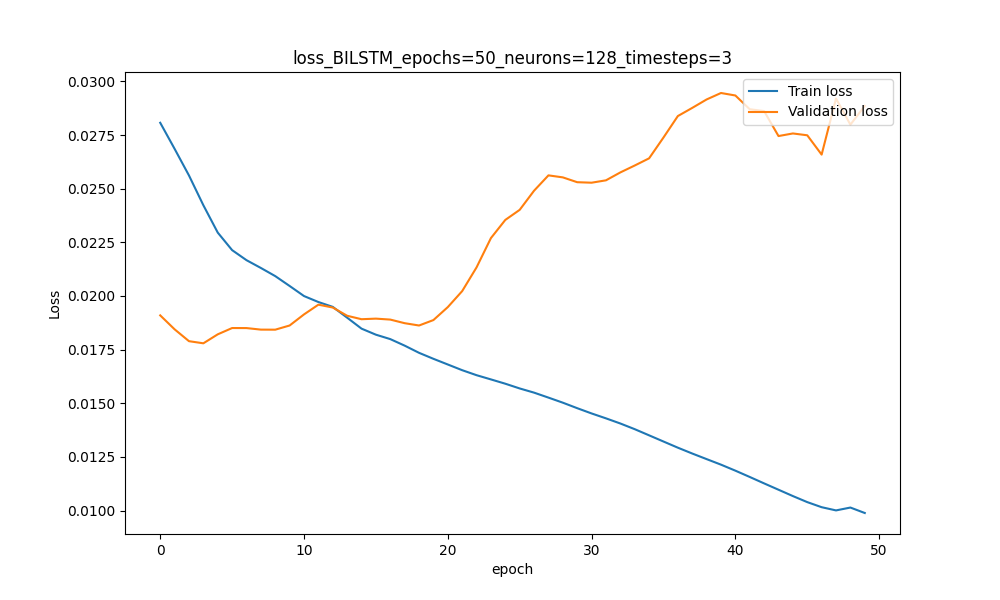 loss_BILSTM_epochs=50_neurons=128_timesteps=3
Train loss
Validation loss
0.0300
0.0275
0.0250
0.0225
0.0200
0.0175
0.0150
0.0125
0.0100
Loss
0 10 20 30 40 50
epoch